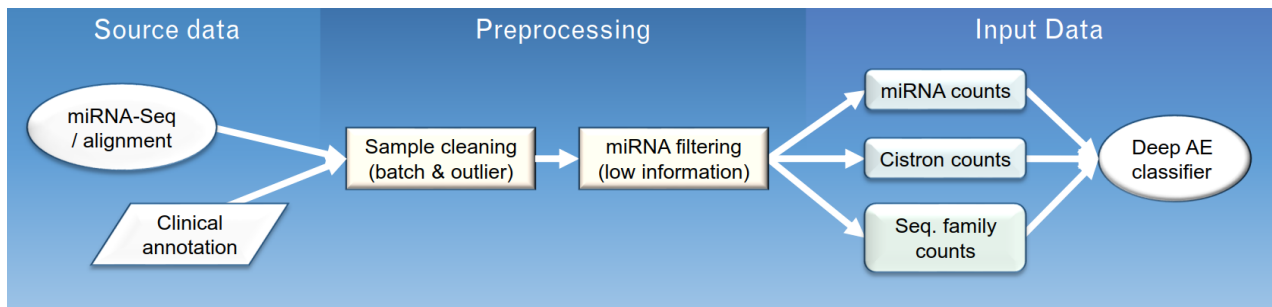 Source data
Preprocessing
Input Data
miRNA-Seq
/ alignment
Clinical
annotation
Sample cleaning
(batch & outlier)
miRNA filtering
(low information)
miRNA counts
Cistron counts
Seq. family
counts
Deep AE
classifier